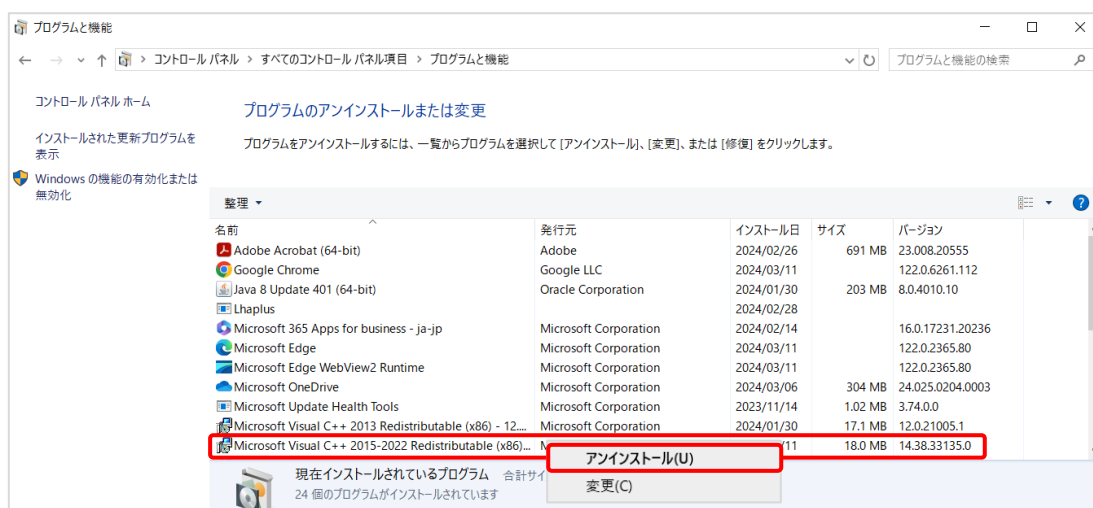 プログラムと機能
コントロール パネル > すべてのコントロール パネル項目 > プログラムと機能
プログラムと機能の検索
コントロール パネル ホーム
インストールされた更新プログラムを
表示
Windows の機能の有効化または
無効化
プログラムのアンインストールまたは変更
プログラムをアンインストールするには、一覧からプログラムを選択して [アンインストール]、[変更]、または [修復] をクリックします。
整理
名前 発行元 インストール日 サイズ バージョン
Adobe Acrobat (64-bit) Adobe 2024/02/26 691 MB 23.008.20555
Google Chrome Google LLC 2024/03/11 122.0.6261.112
Java 8 Update 401 (64-bit) Oracle Corporation 2024/01/30 203 MB 8.0.4010.10
Lhaplus 2024/02/28
Microsoft 365 Apps for business - ja-jp Microsoft Corporation 2024/02/14 16.0.17231.20236
Microsoft Edge Microsoft Corporation 2024/03/11 122.0.2365.80
Microsoft Edge WebView2 Runtime Microsoft Corporation 2024/03/11 122.0.2365.80
Microsoft OneDrive Microsoft Corporation 2024/03/06 304 MB 24.025.0204.0003
Microsoft Update Health Tools Microsoft Corporation 2023/11/14 1.02 MB 3.74.0.0
Microsoft Visual C++ 2013 Redistributable (x86) - 12.... Microsoft Corporation 2024/01/30 17.1 MB 12.0.21005.1
Microsoft Visual C++ 2015-2022 Redistributable (x86)... /11 18.0 MB 14.38.33135.0
アンインストール(U)
変更(C)
現在インストールされているプログラム 合計サイ
24 個のプログラムがインストールされています